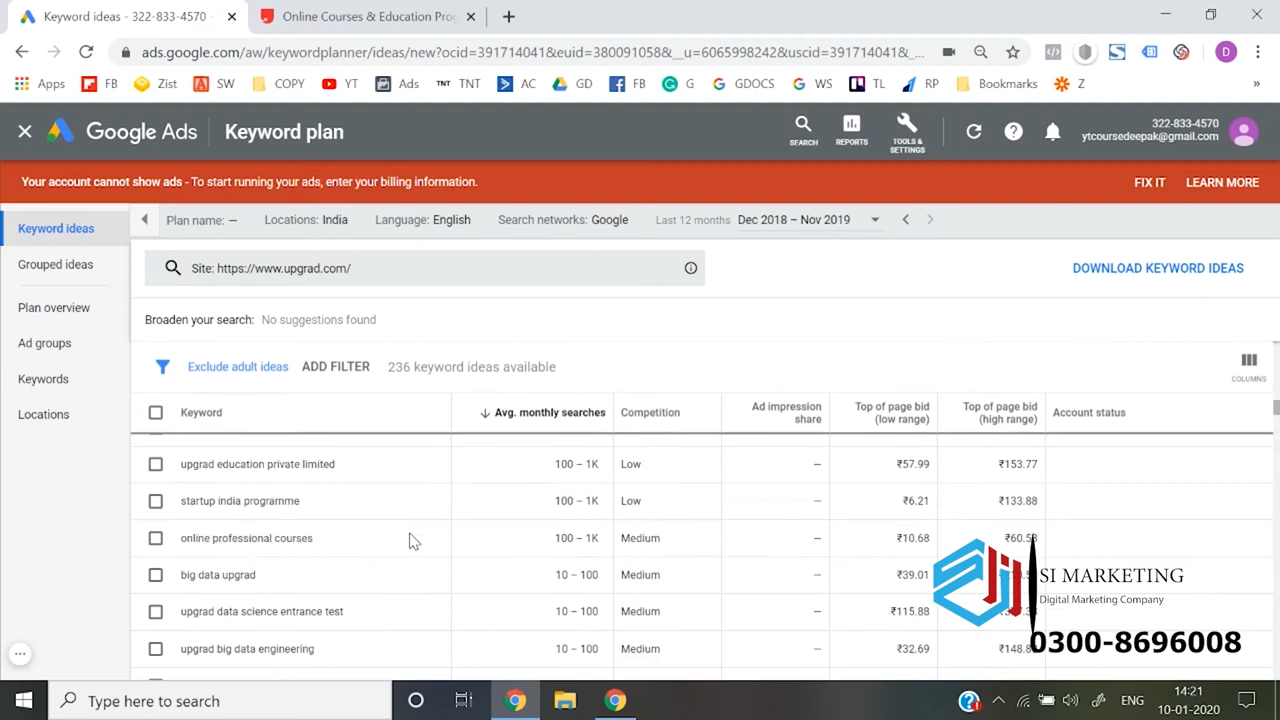 Keyword ideas - 322-833-4570
Online Courses & Education Prog
ads.google.com/aw/keywordplanner/ideas/new?ocid=391714041&euid=380091058&__u=6065998242&uscid=391714041&_...
D
Apps FB Zist SW COPY YT Ads TNT TNT AC GD FB G GDOCS WS TL RP Bookmarks Z »
Google Ads Keyword plan
SEARCH REPORTS TOOLS & SETTINGS
322-833-4570
ytcoursedeepak@gmail.com
Your account cannot show ads - To start running your ads, enter your billing information. FIX IT LEARN MORE
Keyword ideas
Grouped ideas
Plan overview
Ad groups
Keywords
Locations
Plan name: — Locations: India Language: English Search networks: Google Last 12 months Dec 2018 – Nov 2019
Site: https://www.upgrad.com/ DOWNLOAD KEYWORD IDEAS
Broaden your search: No suggestions found
Exclude adult ideas ADD FILTER 236 keyword ideas available COLUMNS
Keyword Avg. monthly searches Competition Ad impression share Top of page bid (low range) Top of page bid (high range) Account status
upgrad education private limited 100 – 1K Low — ₹57.99 ₹153.77
startup india programme 100 – 1K Low — ₹6.21 ₹133.88
online professional courses 100 – 1K Medium — ₹10.68
big data upgrad 10 – 100 Medium — ₹39.01
upgrad data science entrance test 10 – 100 Medium — ₹115.88
upgrad big data engineering 10 – 100 Medium — ₹32.69
SI MARKETING
Digital Marketing Company
0300-8696008
Type here to search
ENG
14:21
10-01-2020